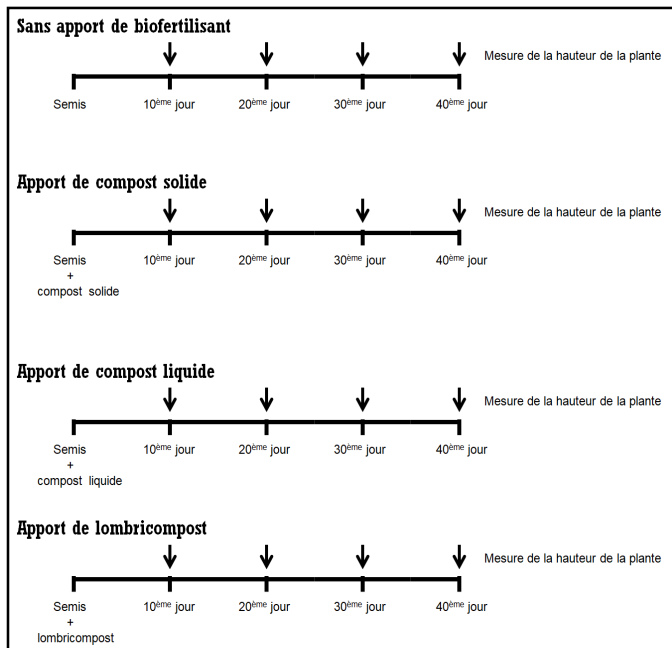 Sans apport de biofertilisant
Mesure de la hauteur de la plante
Semis 10ème jour 20ème jour 30ème jour 40ème jour
Apport de compost solide
Mesure de la hauteur de la plante
Semis 10ème jour 20ème jour 30ème jour 40ème jour
+
compost solide
Apport de compost liquide
Mesure de la hauteur de la plante
Semis 10ème jour 20ème jour 30ème jour 40ème jour
+
compost liquide
Apport de lombricompost
Mesure de la hauteur de la plante
Semis 10ème jour 20ème jour 30ème jour 40ème jour
+
lombricompost